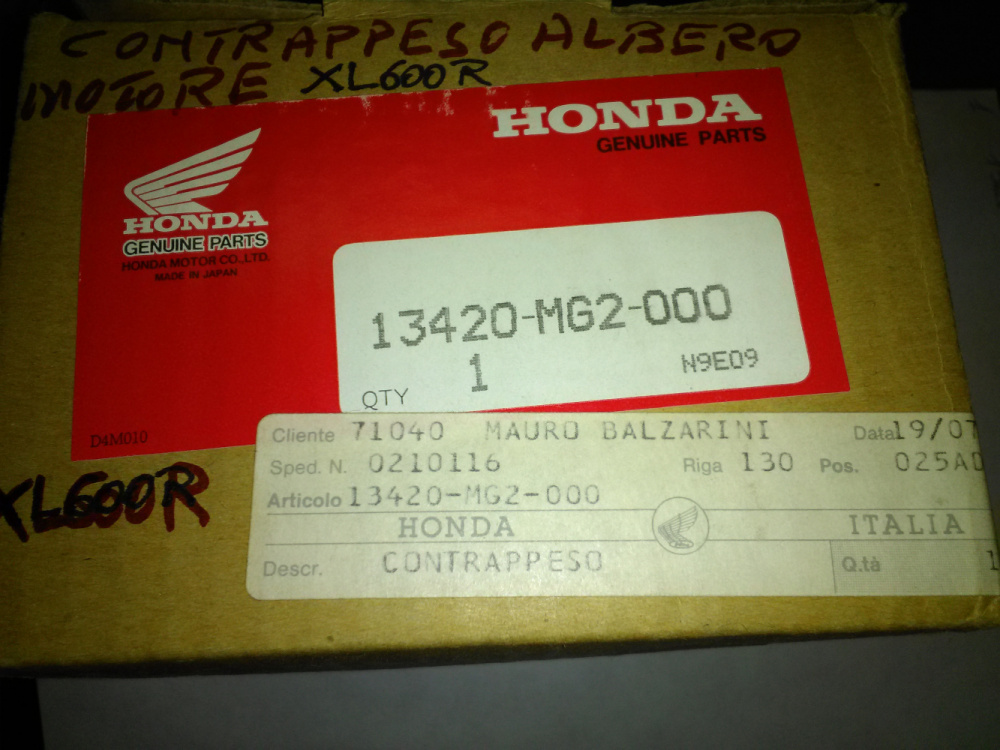 CONTRAPPESO ALBERO
MOTORE XL600R
HONDA
GENUINE PARTS
HONDA
GENUINE PARTS
HONDA MOTOR CO.,LTD.
MADE IN JAPAN
13420-MG2-000
QTY 1 N9E09
D4M010
XL600R
Cliente 71040 MAURO BALZARINI Data 19/07
Sped. N. 0210116 Riga 130 Pos. 025AD
Articolo 13420-MG2-000
HONDA ITALIA
Descr. CONTRAPPESO Q.tà 1